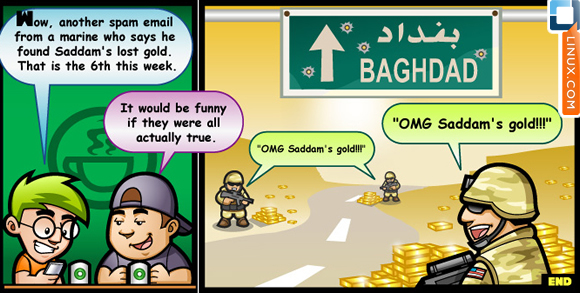 Wow, another spam email
from a marine who says he
found Saddam's lost gold.
That is the 6th this week.
It would be funny
if they were all
actually true.
بغداد
BAGHDAD
"OMG Saddam's gold!!!"
"OMG Saddam's gold!!!"
END
LINUX.COM